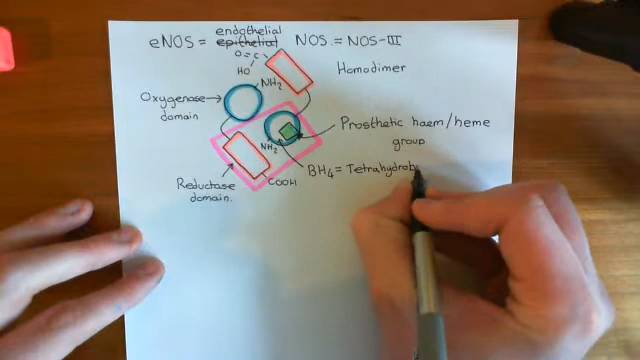 eNOS = endothelial epithelial NOS = NOS-III
O=C
HO
NH2
Homodimer
Oxygenase domain
Prosthetic haem/heme group
NH2
BH4 = Tetrahydrob
COOH
Reductase domain.